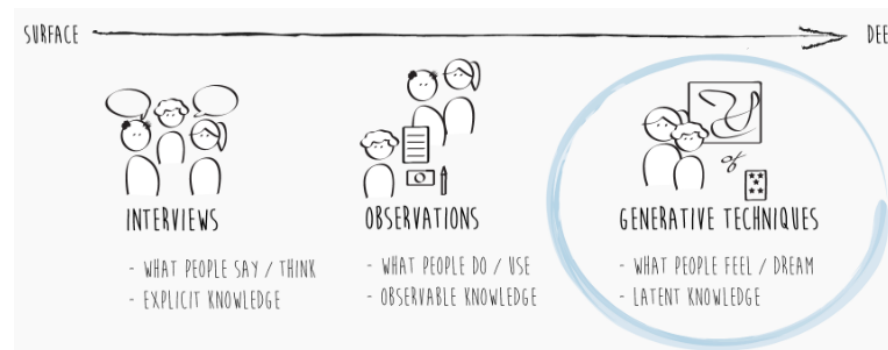 SURFACE
INTERVIEWS
- WHAT PEOPLE SAY / THINK
- EXPLICIT KNOWLEDGE
OBSERVATIONS
- WHAT PEOPLE DO / USE
- OBSERVABLE KNOWLEDGE
GENERATIVE TECHNIQUES
- WHAT PEOPLE FEEL / DREAM
- LATENT KNOWLEDGE